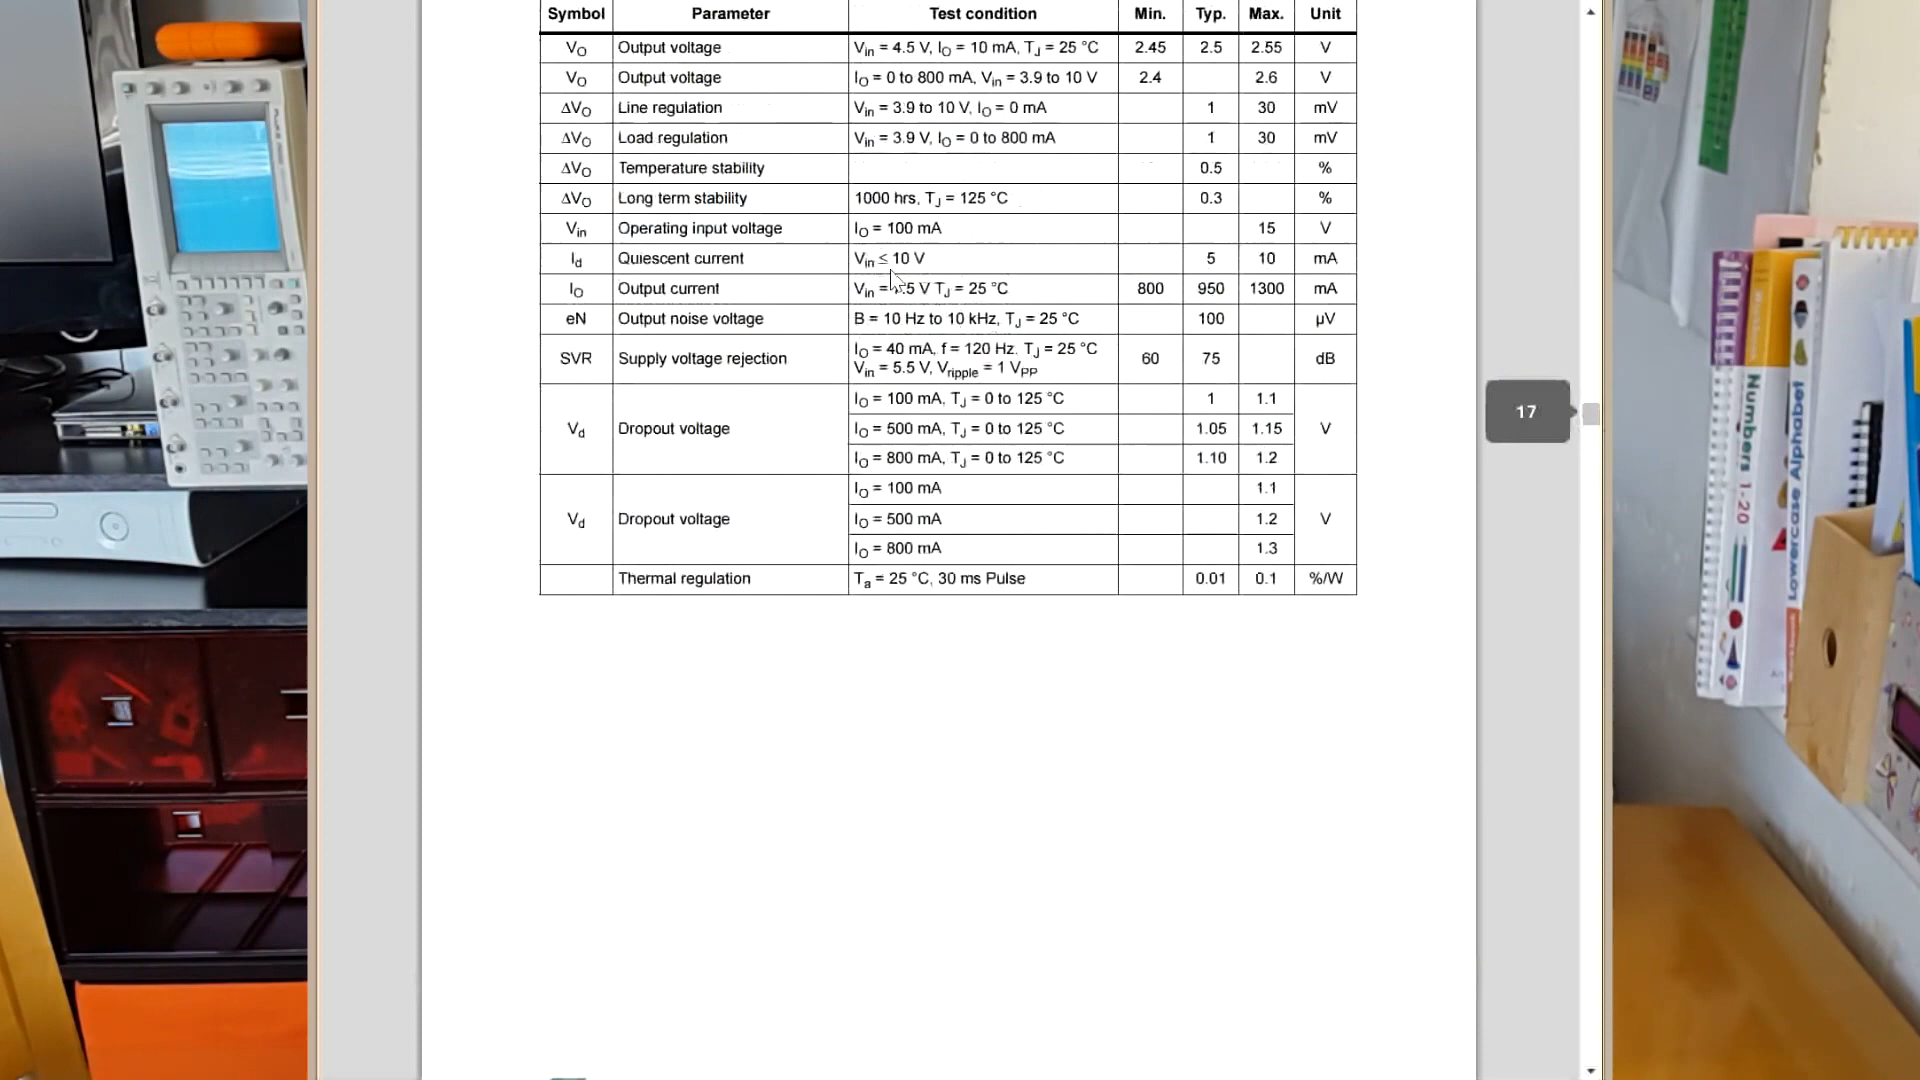 Symbol Parameter Test condition Min. Typ. Max. Unit
VO Output voltage Vin = 4.5 V, IO = 10 mA, TJ = 25 °C 2.45 2.5 2.55 V
VO Output voltage IO = 0 to 800 mA, Vin = 3.9 to 10 V 2.4 2.6 V
ΔVO Line regulation Vin = 3.9 to 10 V, IO = 0 mA 1 30 mV
ΔVO Load regulation Vin = 3.9 V, IO = 0 to 800 mA 1 30 mV
ΔVO Temperature stability 0.5 %
ΔVO Long term stability 1000 hrs, TJ = 125 °C 0.3 %
Vin Operating input voltage IO = 100 mA 15 V
Id Quiescent current Vin ≤ 10 V 5 10 mA
IO Output current Vin = .5 V TJ = 25 °C 800 950 1300 mA
eN Output noise voltage B = 10 Hz to 10 kHz, TJ = 25 °C 100 µV
SVR Supply voltage rejection IO = 40 mA, f = 120 Hz. TJ = 25 °C 60 75 dB
Vin = 5.5 V, Vripple = 1 VPP
Vd Dropout voltage IO = 100 mA, TJ = 0 to 125 °C 1 1.1 V
IO = 500 mA, TJ = 0 to 125 °C 1.05 1.15
IO = 800 mA, TJ = 0 to 125 °C 1.10 1.2
Vd Dropout voltage IO = 100 mA 1.1 V
IO = 500 mA 1.2
IO = 800 mA 1.3
Thermal regulation Ta = 25 °C, 30 ms Pulse 0.01 0.1 %/W
17
Numbers 1-20
Lowercase Alphabet